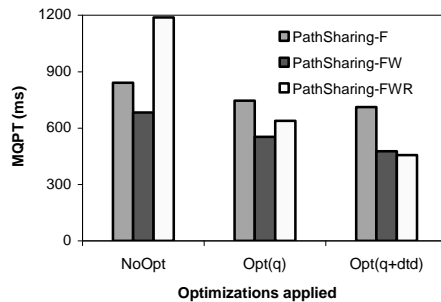 1200
900
600
300
0
MQPT (ms)
PathSharing-F
PathSharing-FW
PathSharing-FWR
NoOpt Opt(q) Opt(q+dtd)
Optimizations applied